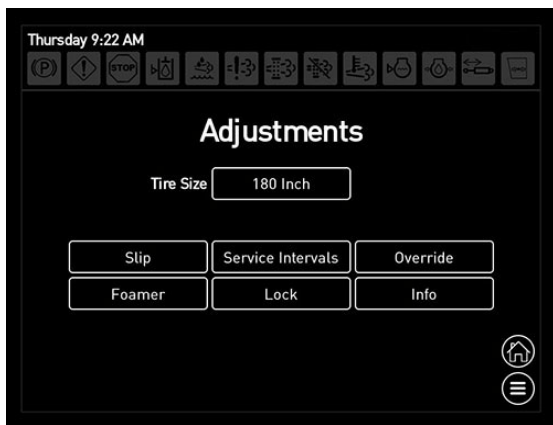 Thursday 9:22 AM
(P) STOP
Adjustments
Tire Size 180 Inch
Slip Service Intervals Override
Foamer Lock Info